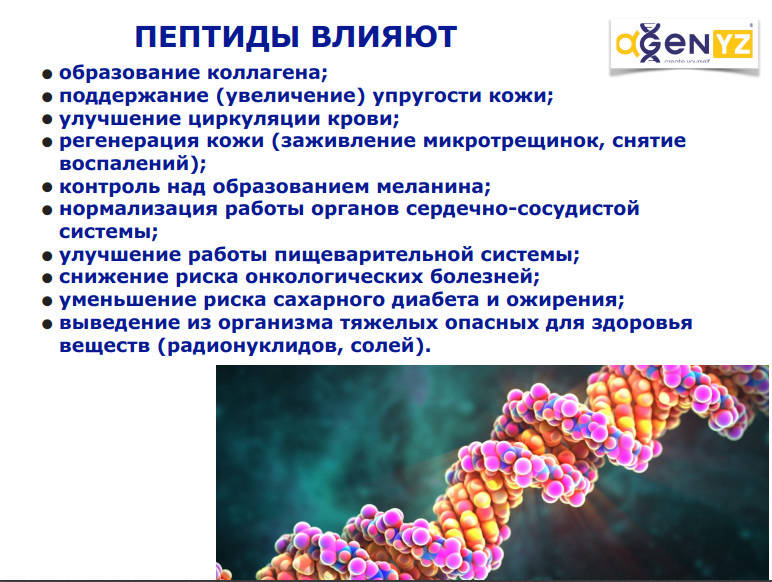 ПЕПТИДЫ ВЛИЯЮТ
agenYZ
create yourself
● образование коллагена;
● поддержание (увеличение) упругости кожи;
● улучшение циркуляции крови;
● регенерация кожи (заживление микротрещинок, снятие
воспалений);
● контроль над образованием меланина;
● нормализация работы органов сердечно-сосудистой
системы;
● улучшение работы пищеварительной системы;
● снижение риска онкологических болезней;
● уменьшение риска сахарного диабета и ожирения;
● выведение из организма тяжелых опасных для здоровья
веществ (радионуклидов, солей).